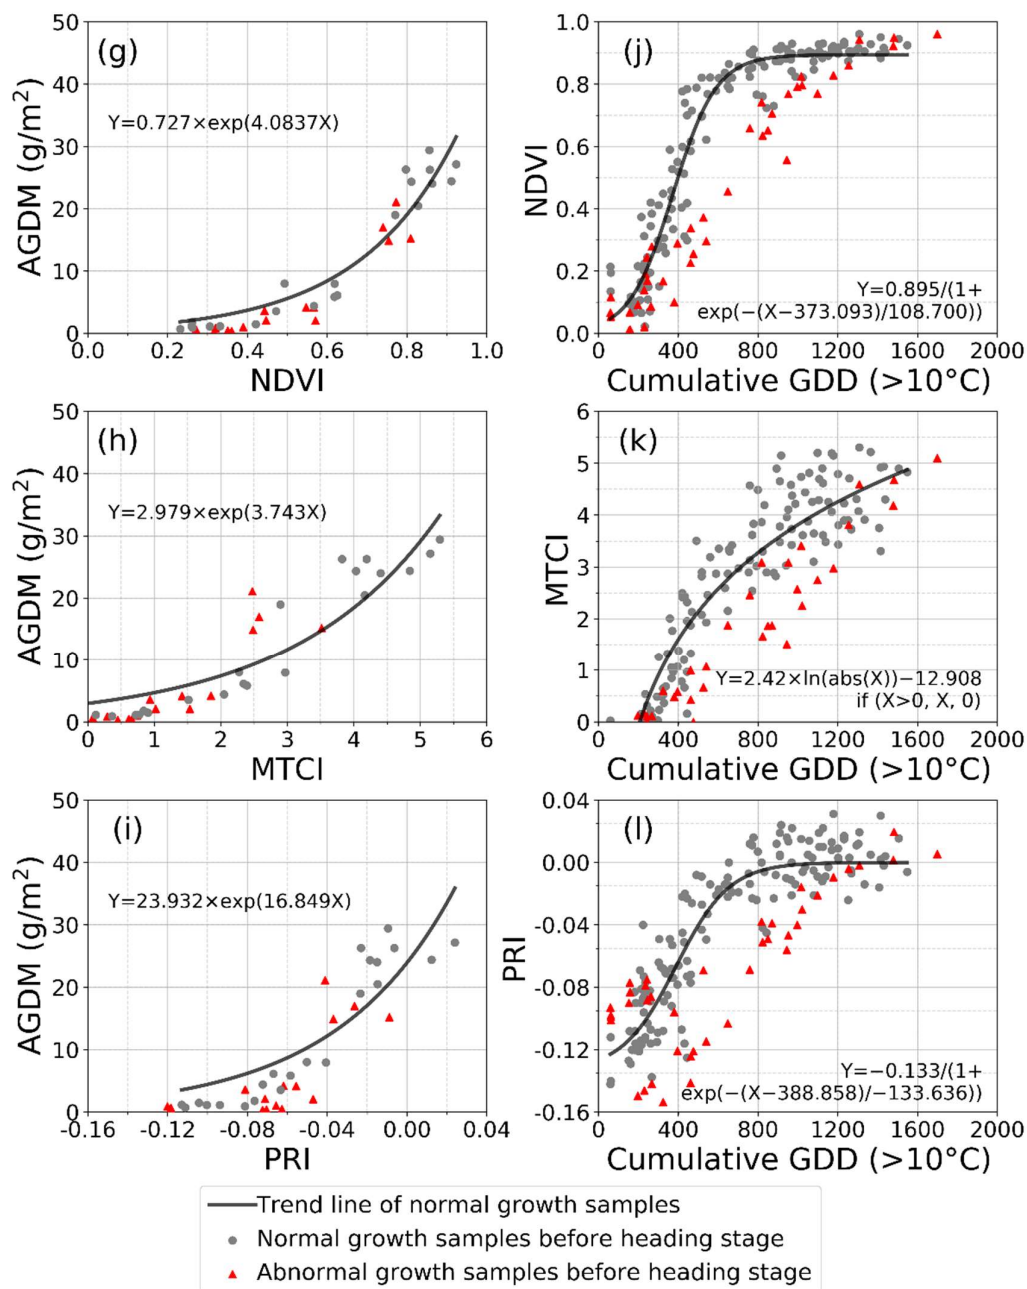 (g)
Y=0.727×exp(4.0837X)
AGDM (g/m²)
50
40
30
20
10
0
0.0 0.2 0.4 0.6 0.8 1.0
NDVI
(j)
NDVI
1.0
0.8
0.6
0.4
0.2
0.0
Y=0.895/(1+
exp(−(X−373.093)/108.700))
0 400 800 1200 1600 2000
Cumulative GDD (>10°C)
(h)
Y=2.979×exp(3.743X)
AGDM (g/m²)
50
40
30
20
10
0
0 1 2 3 4 5 6
MTCI
(k)
MTCI
6
5
4
3
2
1
0
Y=2.42×ln(abs(X))−12.908
if (X>0, X, 0)
0 400 800 1200 1600 2000
Cumulative GDD (>10°C)
(i)
Y=23.932×exp(16.849X)
AGDM (g/m²)
50
40
30
20
10
0
-0.16 -0.12 -0.08 -0.04 0.00 0.04
PRI
(l)
PRI
0.04
0.00
-0.04
-0.08
-0.12
-0.16
Y=−0.133/(1+
exp(−(X−388.858)/−133.636))
0 400 800 1200 1600 2000
Cumulative GDD (>10°C)
Trend line of normal growth samples
Normal growth samples before heading stage
Abnormal growth samples before heading stage